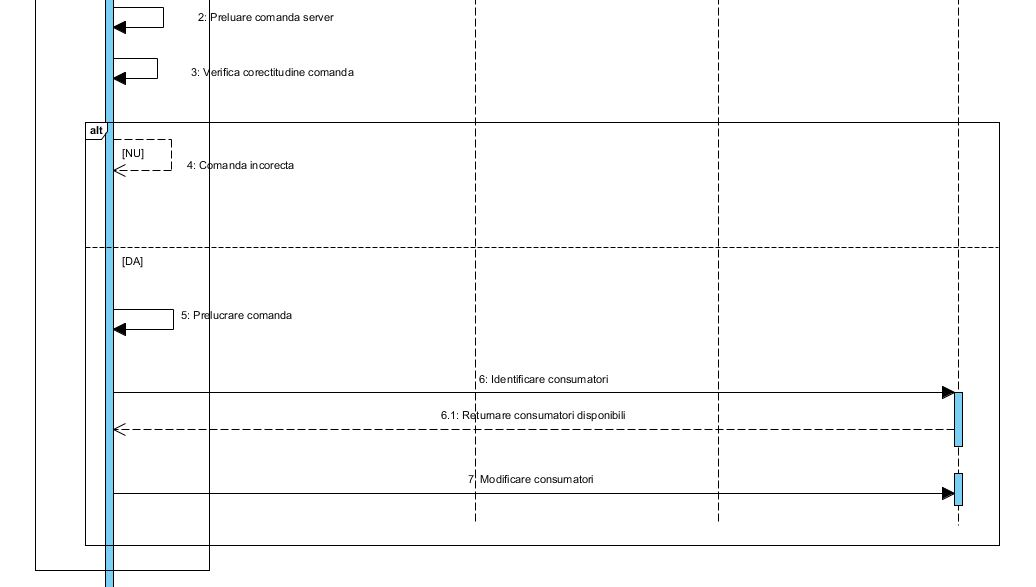 2: Preluare comanda server
3: Verifica corectitudine comanda
alt
[NU]
4: Comanda incorecta
[DA]
5: Prelucrare comanda
6: Identificare consumatori
6.1: Returnare consumatori disponibili
7: Modificare consumatori